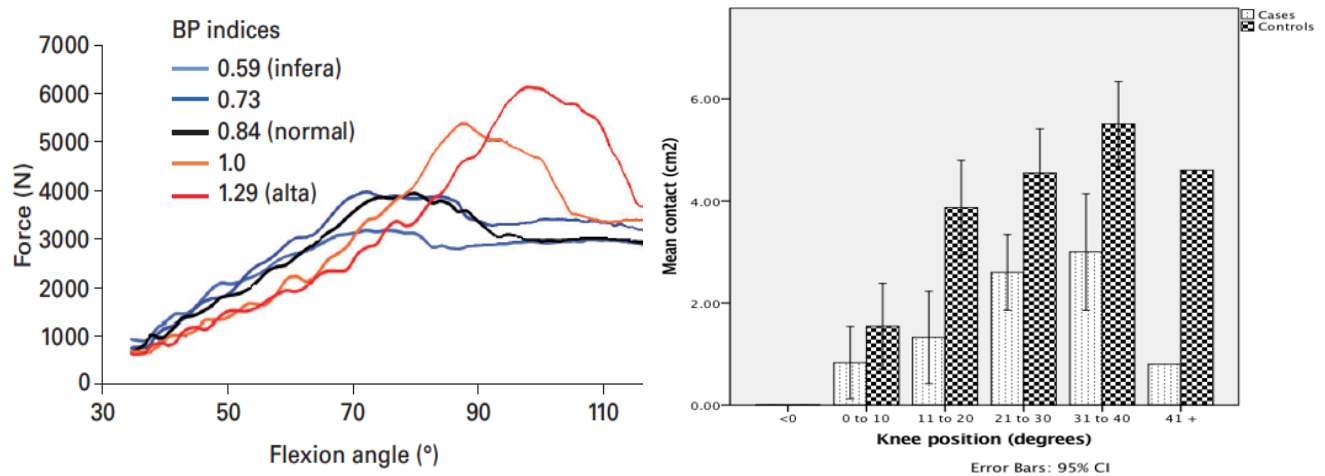 BP indices
0.59 (infera)
0.73
0.84 (normal)
1.0
1.29 (alta)
7000
6000
5000
4000
3000
2000
1000
0
Force (N)
30 50 70 90 110
Flexion angle (°)
Cases
Controls
6.00
4.00
2.00
0.00
Mean contact (cm2)
<0 0 to 10 11 to 20 21 to 30 31 to 40 41 +
Knee position (degrees)
Error Bars: 95% CI